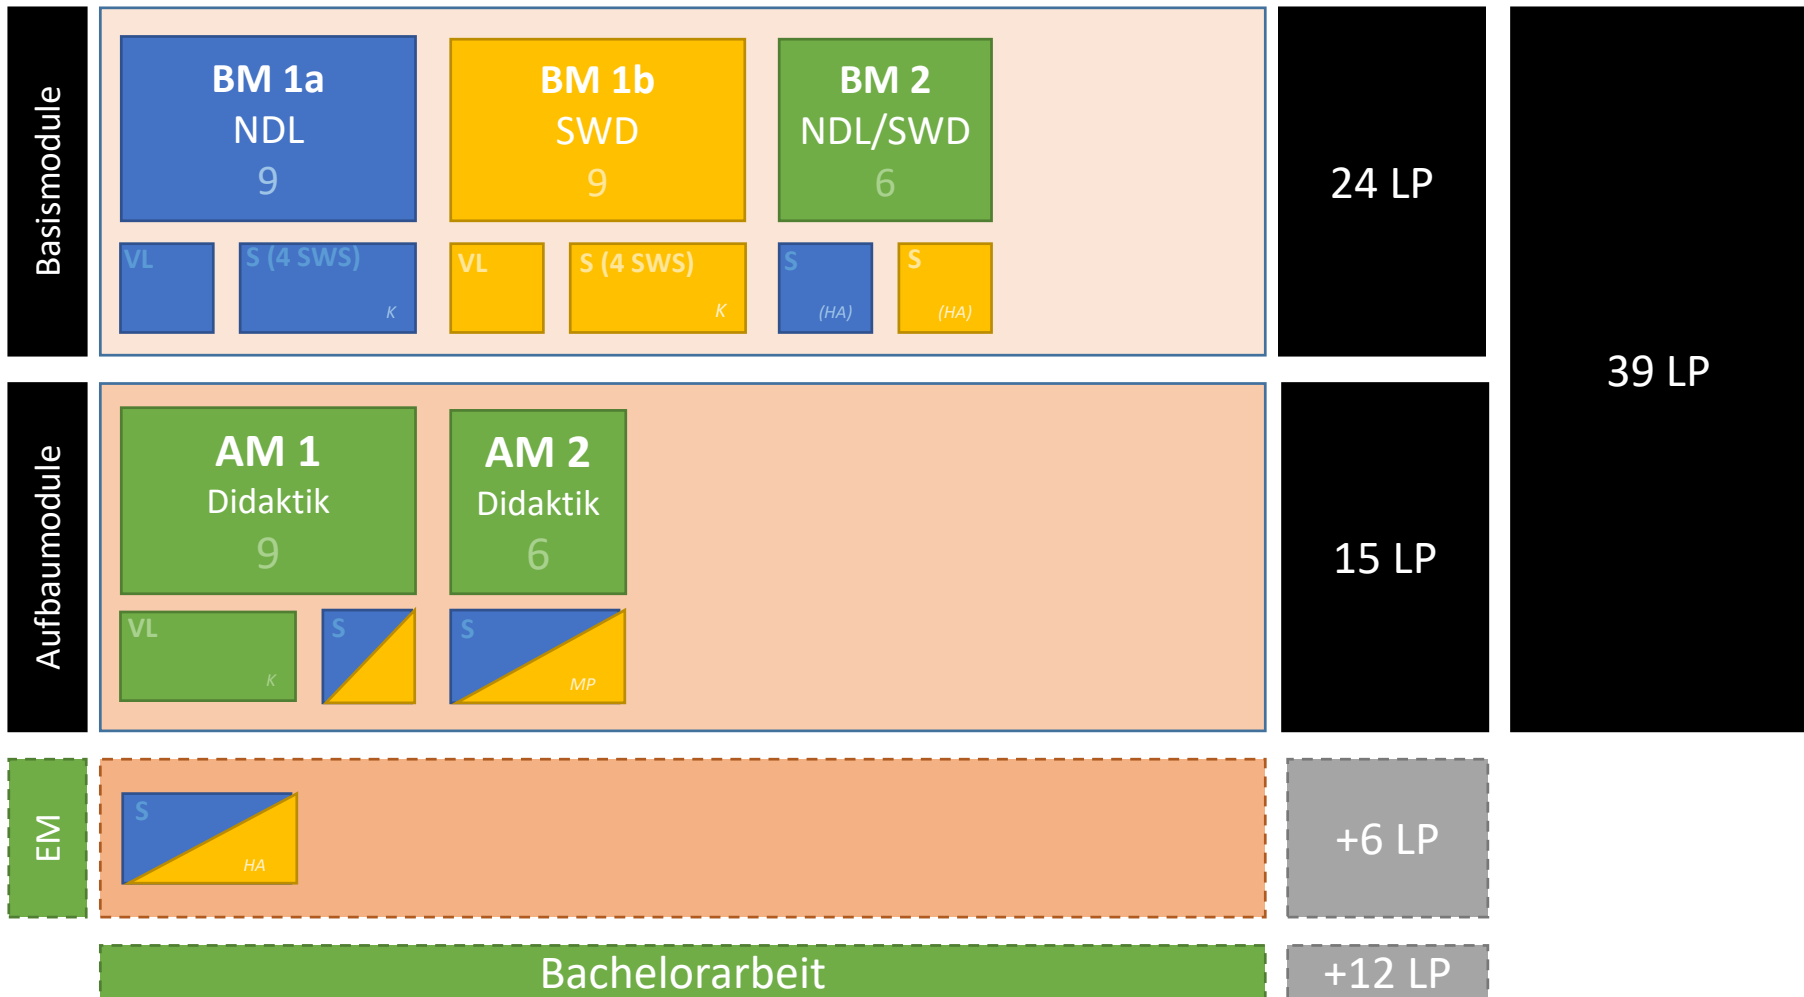 Basismodule
BM 1a
NDL
9
BM 1b
SWD
9
BM 2
NDL/SWD
6
VL
S (4 SWS)
K
VL
S (4 SWS)
K
S
(HA)
S
(HA)
24 LP
39 LP
Aufbaumodule
AM 1
Didaktik
9
AM 2
Didaktik
6
VL
K
S
S
MP
15 LP
EM
S
HA
+6 LP
Bachelorarbeit
+12 LP